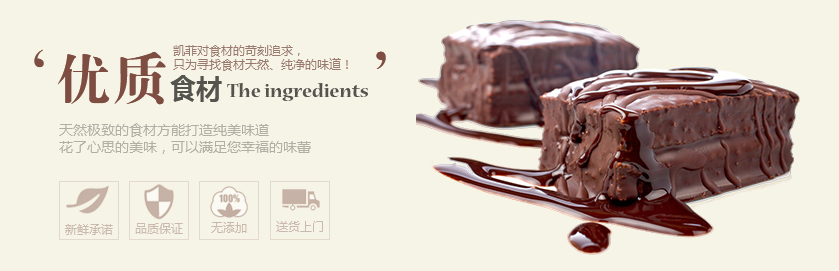 ‘优质
凯菲对食材的苛刻追求，
只为寻找食材天然、纯净的味道！’
食材 The ingredients
天然极致的食材方能打造纯美味道
花了心思的美味，可以满足您幸福的味蕾
100%
新鲜承诺 品质保证 无添加 送货上门